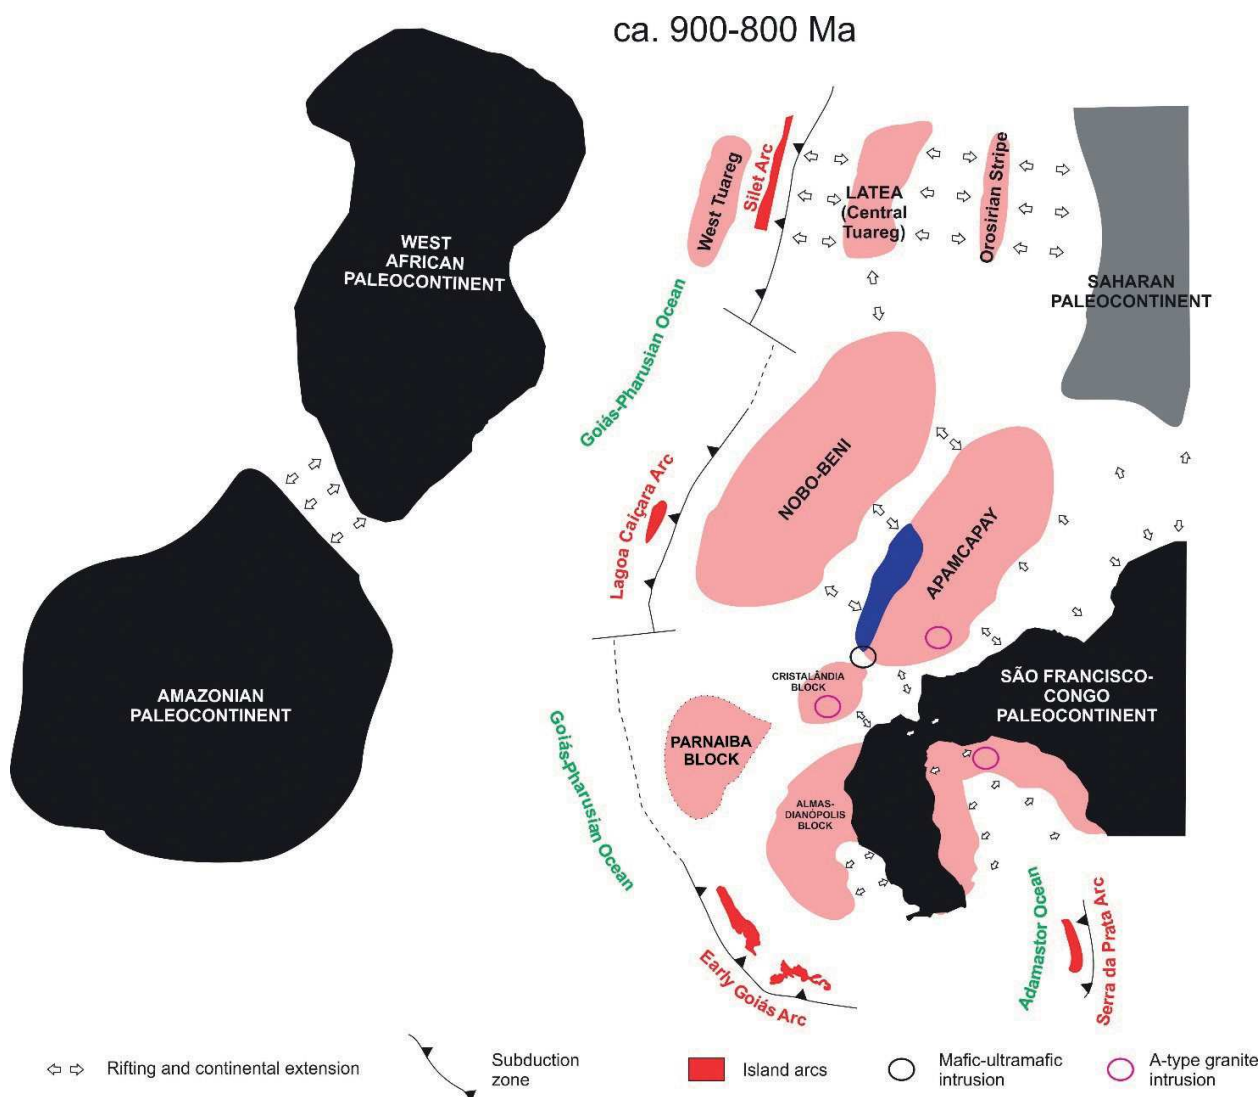 ca. 900-800 Ma
WEST
AFRICAN
PALEOCONTINENT
West Tuareg
Silet Arc
LATEA
(Central
Tuareg)
Orosirian Stripe
SAHARAN
PALEOCONTINENT
Goiás-Pharusian Ocean
NOBO-BENI
Lagoa Caiçara Arc
APAMCAPAY
AMAZONIAN
PALEOCONTINENT
CRISTALÂNDIA
BLOCK
SÃO FRANCISCO-
CONGO
PALEOCONTINENT
PARNAIBA
BLOCK
Goiás-Pharusian Ocean
ALMAS-
DIANÓPOLIS
BLOCK
Early Goiás Arc
Adamastor Ocean
Serra da Prata Arc
Rifting and continental extension
Subduction
zone
Island arcs
Mafic-ultramafic
intrusion
A-type granite
intrusion